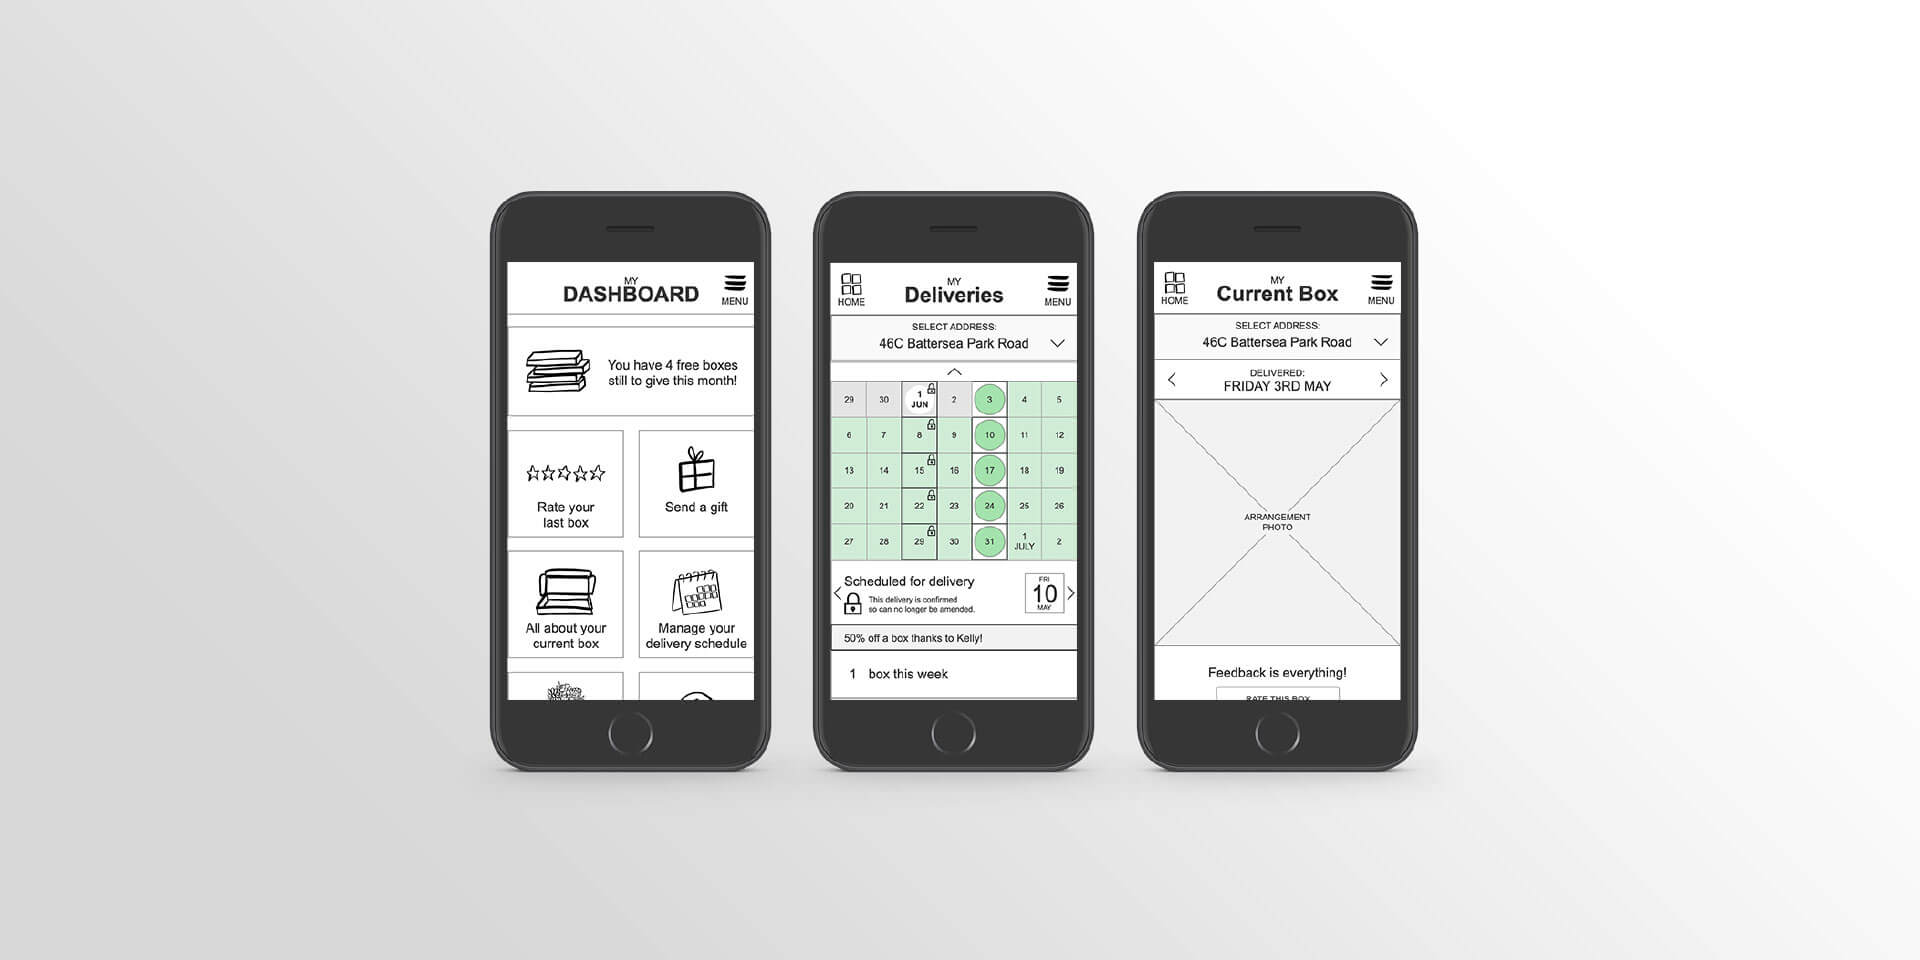 MY
DASHBOARD
MENU
You have 4 free boxes
still to give this month!
Rate your
last box
Send a gift
All about your
current box
Manage your
delivery schedule
HOME
MY
Deliveries
MENU
SELECT ADDRESS:
46C Battersea Park Road
29 30 1 JUN 2 3 4 5
6 7 8 9 10 11 12
13 14 15 16 17 18 19
20 21 22 23 24 25 26
27 28 29 30 31 1 JULY 2
Scheduled for delivery
This delivery is confirmed
so can no longer be amended.
FRI
10
MAY
50% off a box thanks to Kelly!
1 box this week
HOME
MY
Current Box
MENU
SELECT ADDRESS:
46C Battersea Park Road
DELIVERED:
FRIDAY 3RD MAY
ARRANGEMENT
PHOTO
Feedback is everything!
RATE THIS BOX